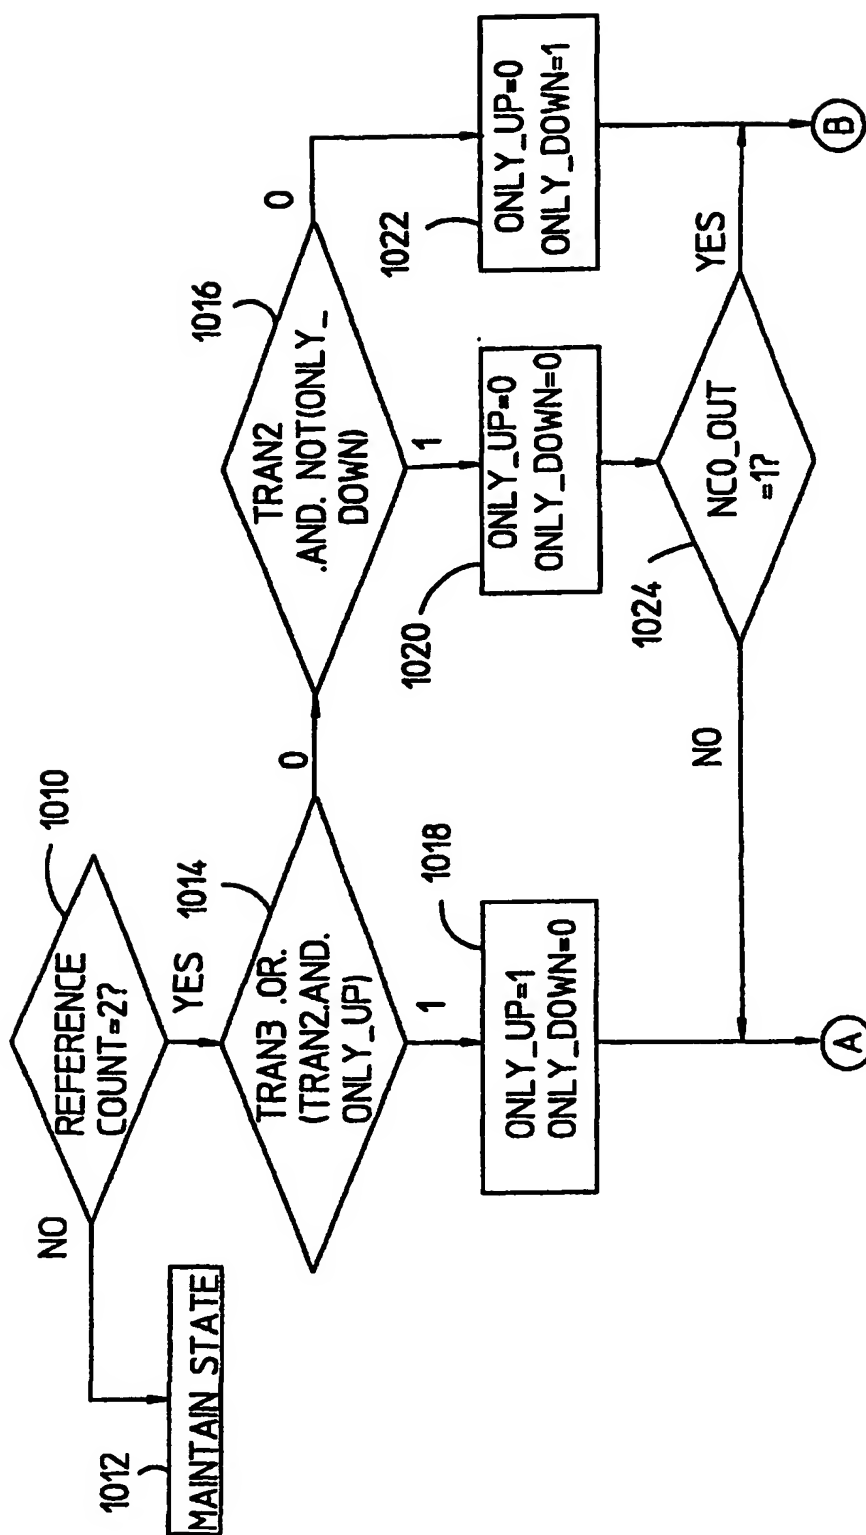 1010
REFERENCE
COUNT=2?
NO
YES
1012
MAINTAIN STATE
1014
TRAN3 .OR.
(TRAN2.AND.
ONLY_UP)
0
1
1016
TRAN2
.AND. NOT(ONLY_
DOWN)
0
1
1018
ONLY_UP=1
ONLY_DOWN=0
1020
ONLY_UP=0
ONLY_DOWN=0
1022
ONLY_UP=0
ONLY_DOWN=1
1024
NCO_OUT
=1?
NO
YES
A
B